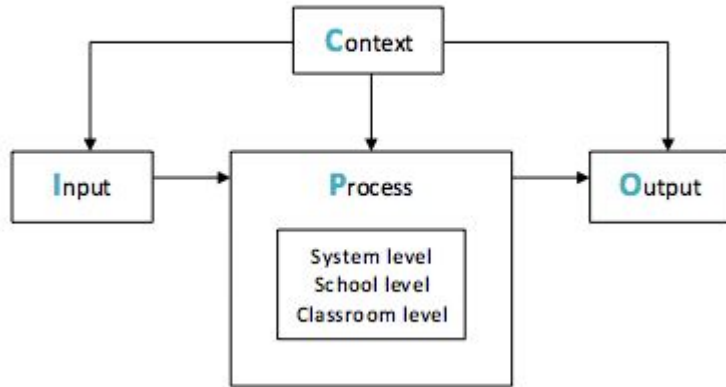 Context
Input
Process
Output
System level
School level
Classroom level